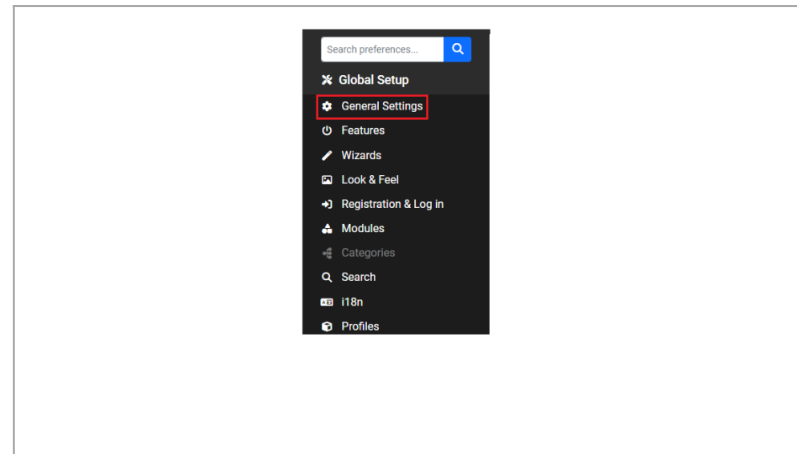 Search preferences...
Global Setup
General Settings
Features
Wizards
Look & Feel
Registration & Log in
Modules
Categories
Search
i18n
Profiles